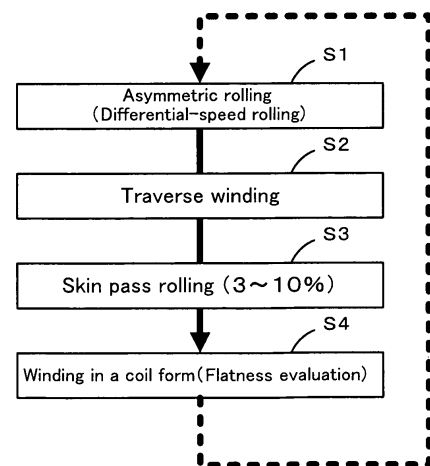 S1
Asymmetric rolling
(Differential-speed rolling)
S2
Traverse winding
S3
Skin pass rolling (3～10%)
S4
Winding in a coil form(Flatness evaluation)